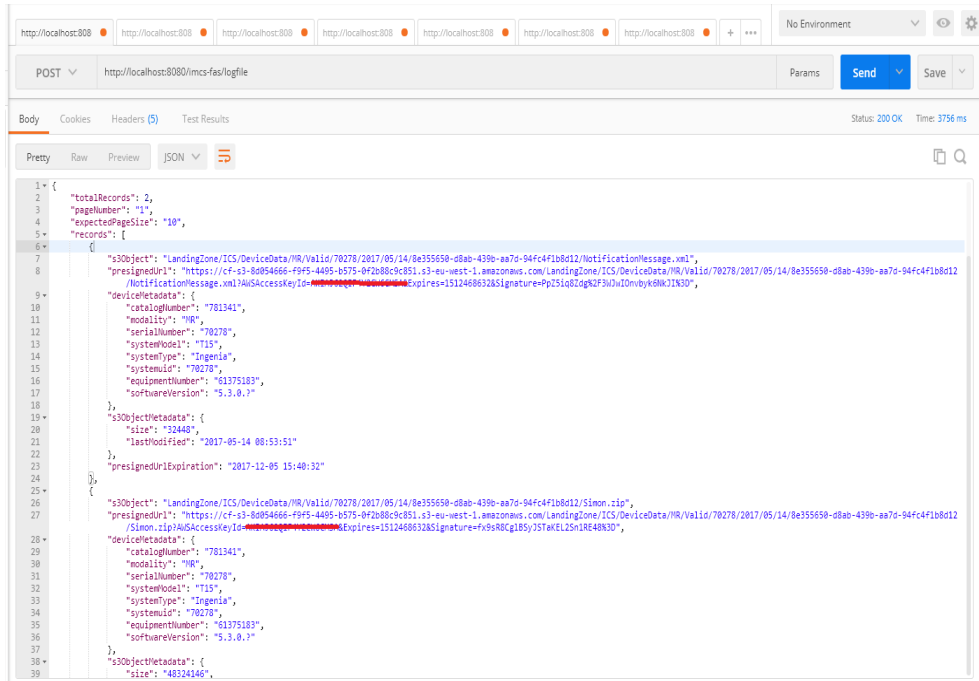 http://localhost:808 http://localhost:808 http://localhost:808 http://localhost:808 http://localhost:808 http://localhost:808 http://localhost:808 + ••• No Environment
POST http://localhost:8080/imcs-fas/logfile Params Send Save
Body Cookies Headers (5) Test Results Status: 200 OK Time: 3756 ms
Pretty Raw Preview JSON
1 {
2 "totalRecords": 2,
3 "pageNumber": "1",
4 "expectedPageSize": "10",
5 "records": [
6 {
7 "s3Object": "LandingZone/ICS/DeviceData/MR/Valid/70278/2017/05/14/8e355650-d8ab-439b-aa7d-94fc4f1b8d12/NotificationMessage.xml",
8 "presignedUrl": "https://cf-s3-8d054666-f9f5-4495-b575-0f2b88c9c851.s3-eu-west-1.amazonaws.com/LandingZone/ICS/DeviceData/MR/Valid/70278/2017/05/14/8e355650-d8ab-439b-aa7d-94fc4f1b8d12
/NotificationMessage.xml?AWSAccessKeyId= Expires=1512468632&Signature=PpZ5iq8Zdg%2F3WJwIOnvbyk6NkJI%3D",
9 "deviceMetadata": {
10 "catalogNumber": "781341",
11 "modality": "MR",
12 "serialNumber": "70278",
13 "systemModel": "T15",
14 "systemType": "Ingenia",
15 "systemuid": "70278",
16 "equipmentNumber": "61375183",
17 "softwareVersion": "5.3.0.?"
18 },
19 "s3ObjectMetadata": {
20 "size": "32448",
21 "lastModified": "2017-05-14 08:53:51"
22 },
23 "presignedUrlExpiration": "2017-12-05 15:40:32"
24 },
25 {
26 "s3Object": "LandingZone/ICS/DeviceData/MR/Valid/70278/2017/05/14/8e355650-d8ab-439b-aa7d-94fc4f1b8d12/Simon.zip",
27 "presignedUrl": "https://cf-s3-8d054666-f9f5-4495-b575-0f2b88c9c851.s3-eu-west-1.amazonaws.com/LandingZone/ICS/DeviceData/MR/Valid/70278/2017/05/14/8e355650-d8ab-439b-aa7d-94fc4f1b8d12
/Simon.zip?AWSAccessKeyId= &Expires=1512468632&Signature=fx9sR8CglBSyJSTaKEL2Sn1RE48%3D",
28 "deviceMetadata": {
29 "catalogNumber": "781341",
30 "modality": "MR",
31 "serialNumber": "70278",
32 "systemModel": "T15",
33 "systemType": "Ingenia",
34 "systemuid": "70278",
35 "equipmentNumber": "61375183",
36 "softwareVersion": "5.3.0.?"
37 },
38 "s3ObjectMetadata": {
39 "size": "48324146",